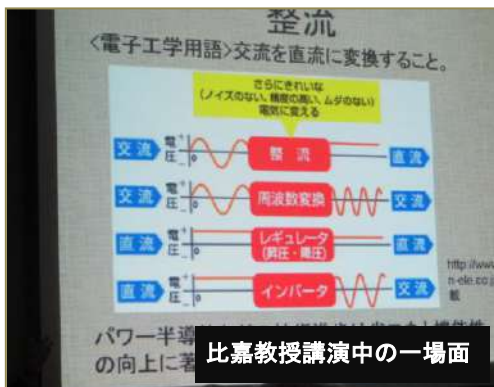 整流
<電子工学用語>交流を直流に変換すること。
さらにきれいな
(ノイズのない、精度の高い、ムダのない)
電気に変える
交流 電圧 + 0 - 整流 直流
交流 電圧 + 0 - 周波数変換 交流
直流 電圧 + 0 - レギュレータ (昇圧・降圧) 直流
直流 電圧 + 0 - インバータ 交流
http://www
n-ele.co.j
載
パワー半導
の向上に著
比嘉教授講演中の一場面